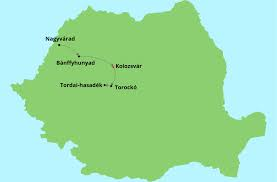 Nagyvárad
Bánffyhunyad
Kolozsvár
Tordai-hasadék
Torockó